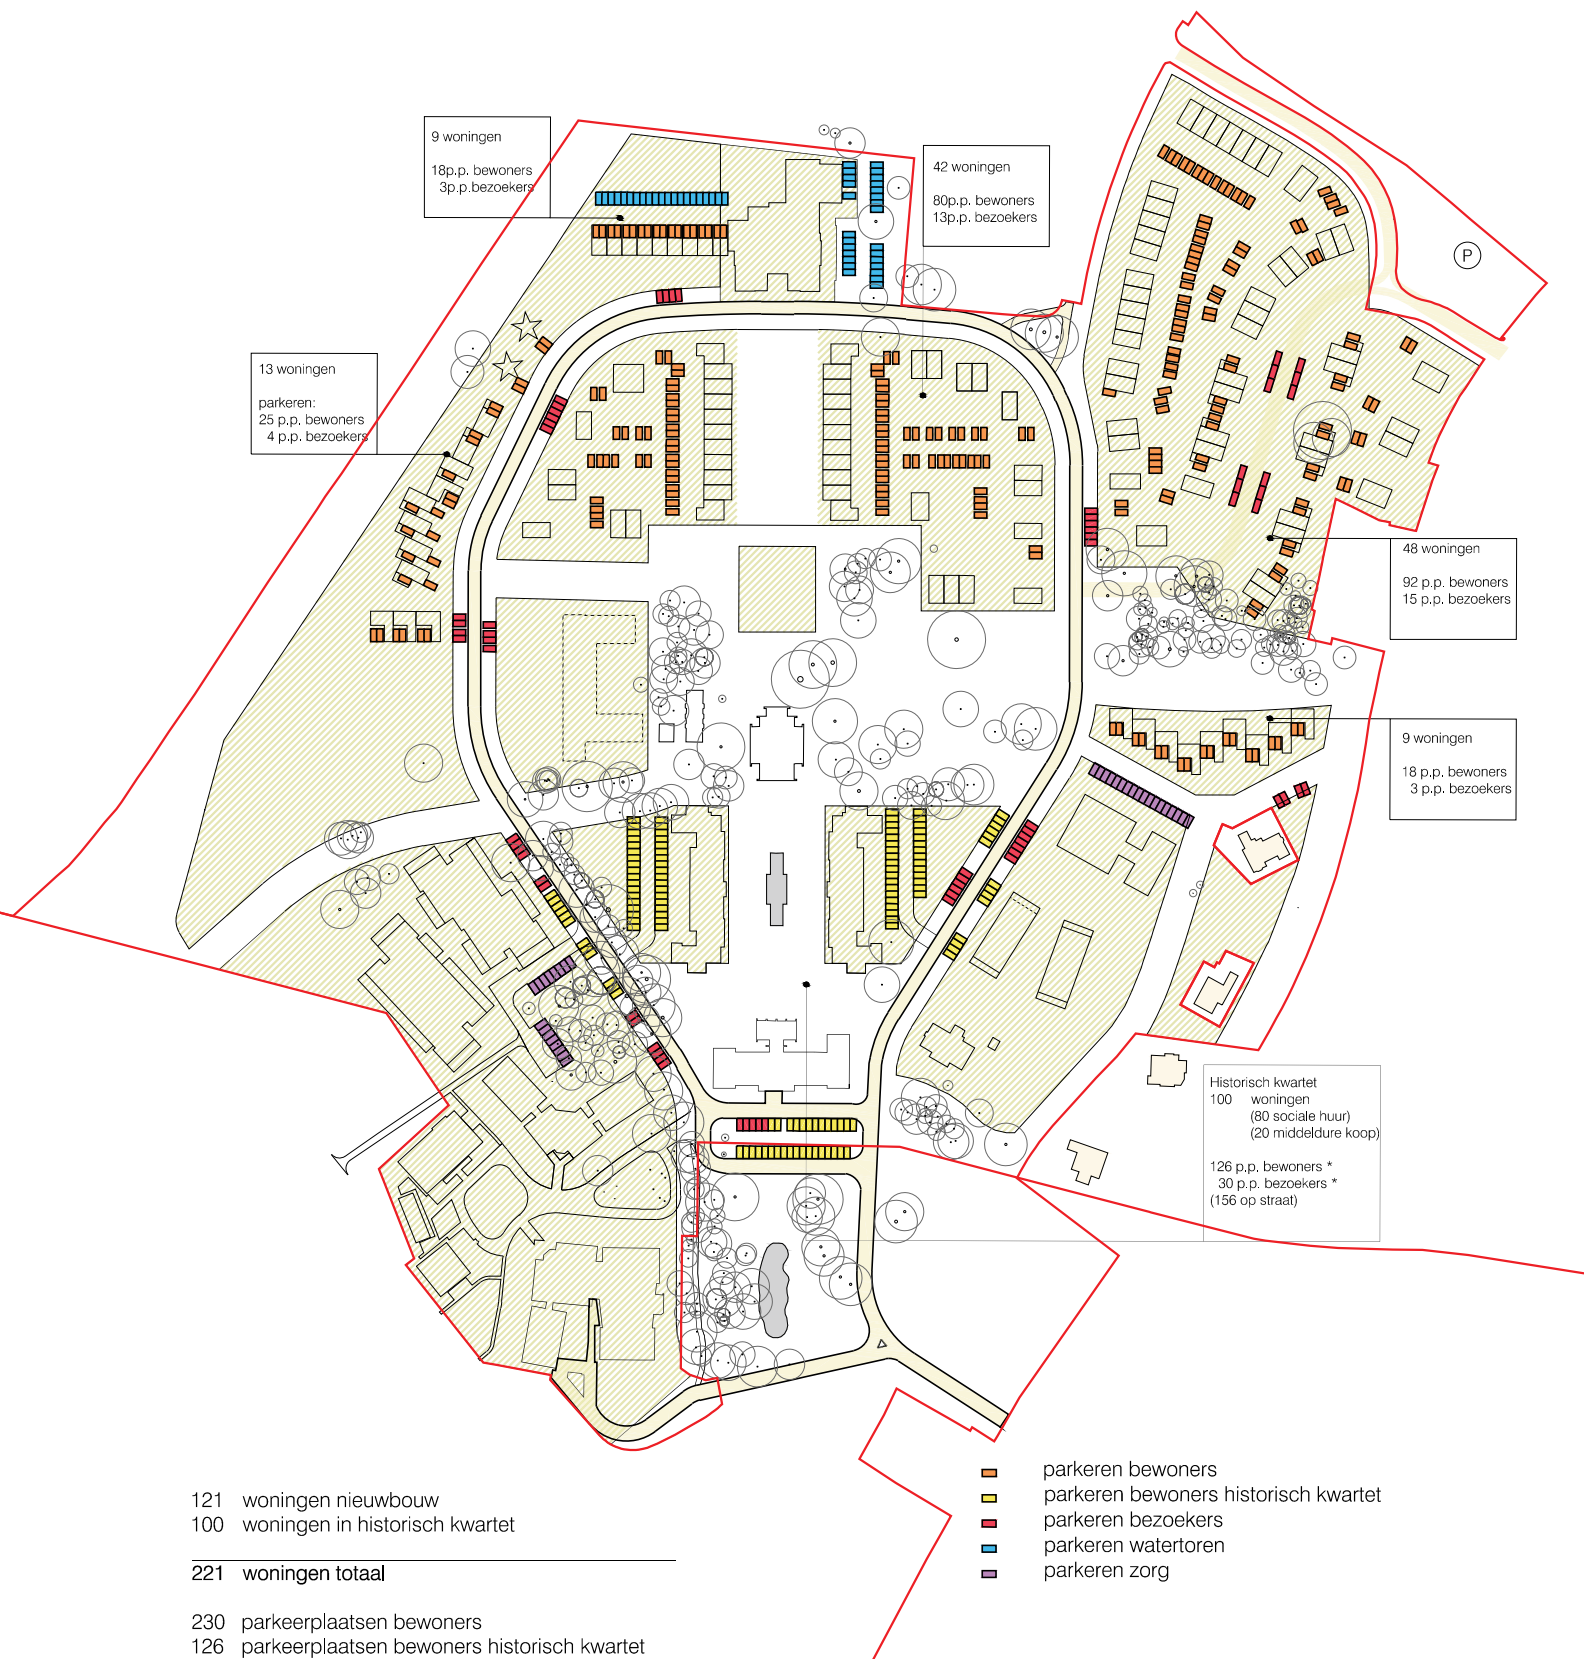 9 woningen
18p.p. bewoners
3p.p.bezoekers
42 woningen
80p.p. bewoners
13p.p. bezoekers
P
13 woningen
parkeren:
25 p.p. bewoners
4 p.p. bezoekers
48 woningen
92 p.p. bewoners
15 p.p. bezoekers
9 woningen
18 p.p. bewoners
3 p.p. bezoekers
Historisch kwartet
100 woningen
(80 sociale huur)
(20 middeldure koop)
126 p.p. bewoners *
30 p.p. bezoekers *
(156 op straat)
parkeren bewoners
parkeren bewoners historisch kwartet
parkeren bezoekers
parkeren watertoren
parkeren zorg
121 woningen nieuwbouw
100 woningen in historisch kwartet
221 woningen totaal
230 parkeerplaatsen bewoners
126 parkeerplaatsen bewoners historisch kwartet